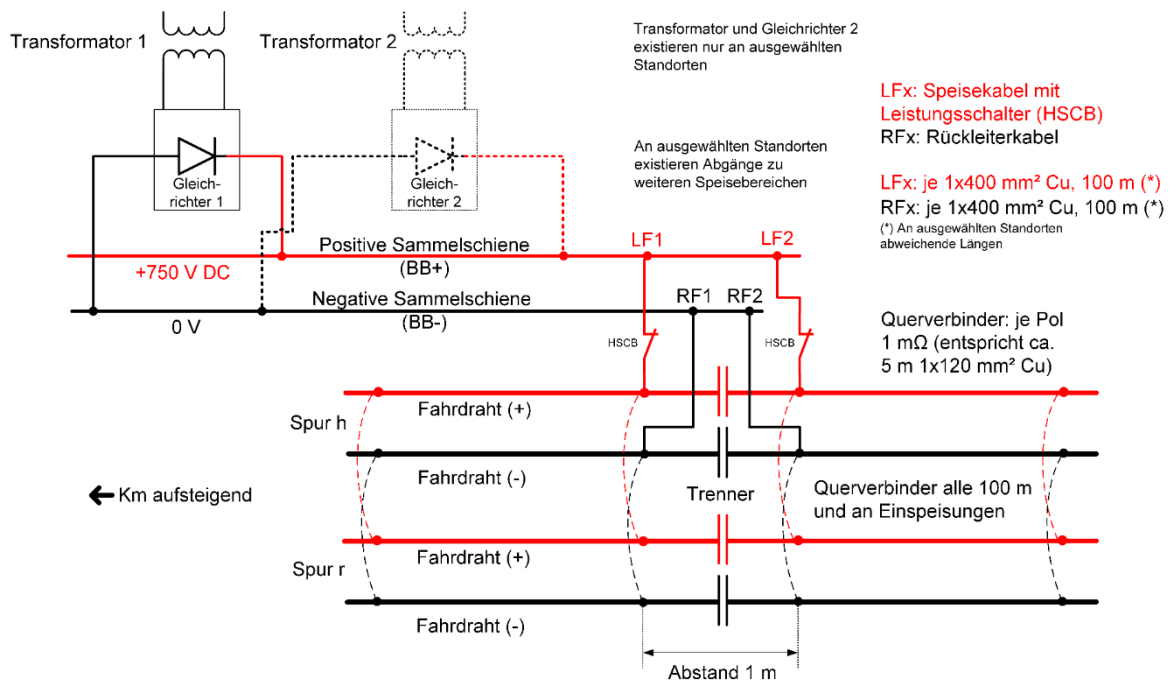 Transformator 1
Transformator 2
Transformator und Gleichrichter 2
existieren nur an ausgewählten
Standorten
LFx: Speisekabel mit
Leistungsschalter (HSCB)
RFx: Rückleiterkabel
An ausgewählten Standorten
existieren Abgänge zu
weiteren Speisebereichen
Gleich-
richter 1
Gleich-
richter 2
LFx: je 1x400 mm² Cu, 100 m (*)
RFx: je 1x400 mm² Cu, 100 m (*)
(*) An ausgewählten Standorten
abweichende Längen
Positive Sammelschiene
(BB+)
+750 V DC
LF1
LF2
Negative Sammelschiene
(BB-)
0 V
RF1
RF2
HSCB
HSCB
Querverbinder: je Pol
1 mΩ (entspricht ca.
5 m 1x120 mm² Cu)
Spur h
Fahrdraht (+)
Fahrdraht (-)
Km aufsteigend
Trenner
Querverbinder alle 100 m
und an Einspeisungen
Spur r
Fahrdraht (+)
Fahrdraht (-)
Abstand 1 m